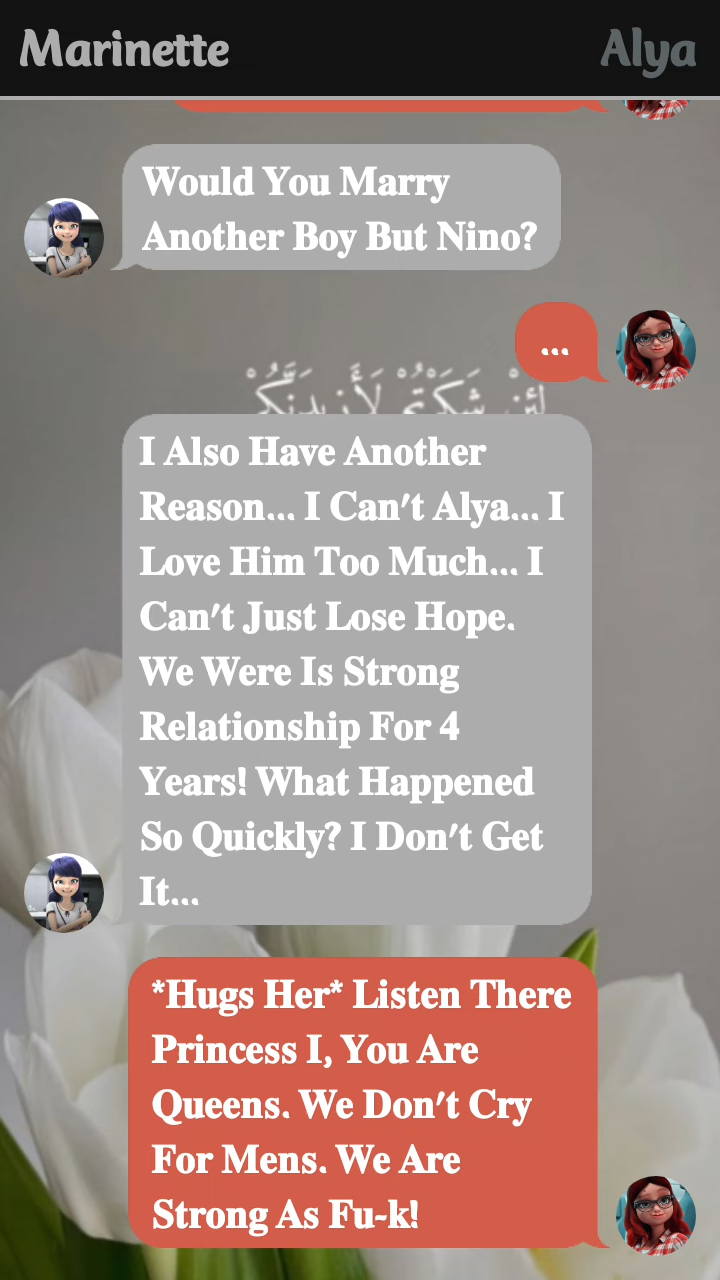 Marinette
Alya
Would You Marry
Another Boy But Nino?
...
لَئِنْ شَكَرْتُمْ لَأَزِيدَنَّكُمْ
I Also Have Another
Reason... I Can't Alya... I
Love Him Too Much... I
Can't Just Lose Hope.
We Were Is Strong
Relationship For 4
Years! What Happened
So Quickly? I Don't Get
It...
*Hugs Her* Listen There
Princess I, You Are
Queens. We Don't Cry
For Mens. We Are
Strong As Fu-k!